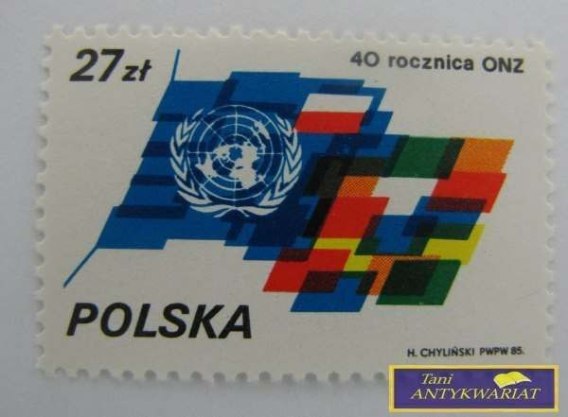 27zł
40 rocznica ONZ
POLSKA
H. CHYLIŃSKI PWPW 85.
Tani
ANTYKWARIAT